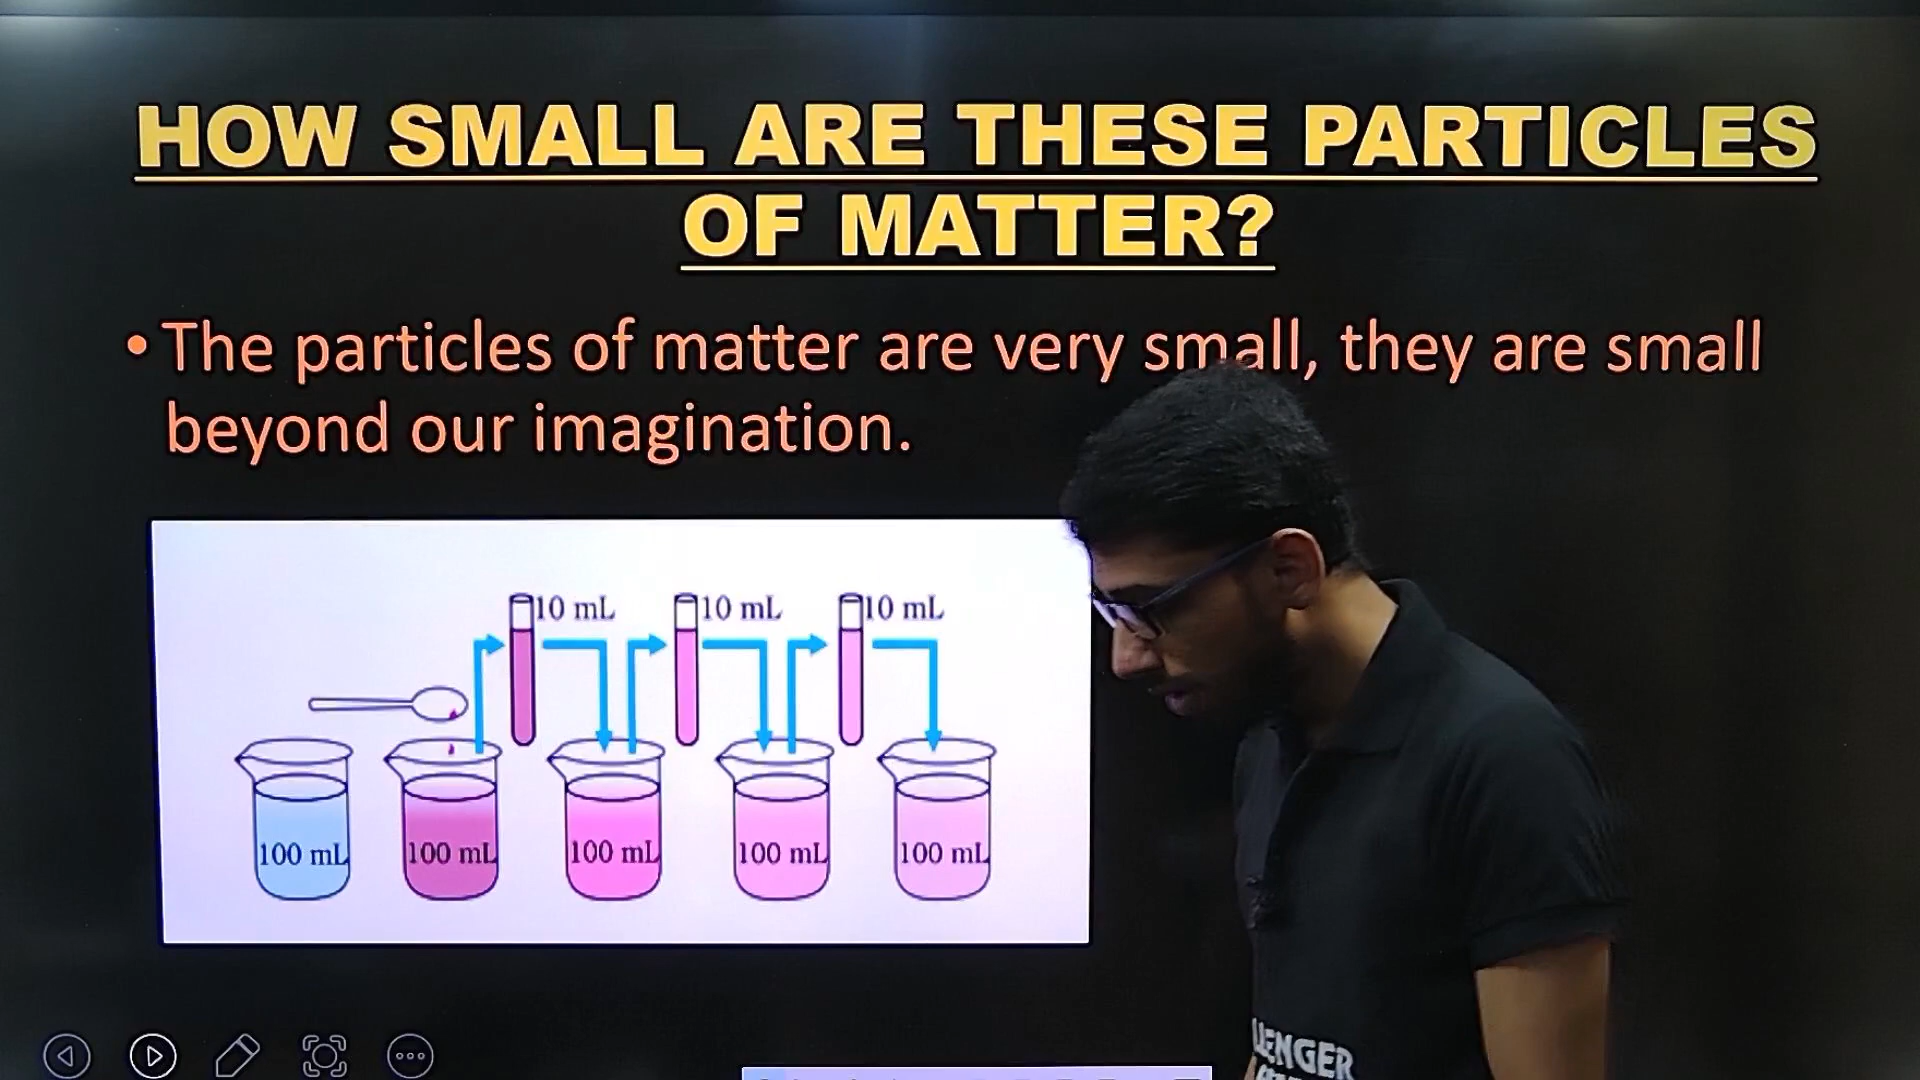 HOW SMALL ARE THESE PARTICLES
OF MATTER?
• The particles of matter are very small, they are small
beyond our imagination.
10 mL 10 mL 10 mL
100 mL 100 mL 100 mL 100 mL 100 mL
LENGER